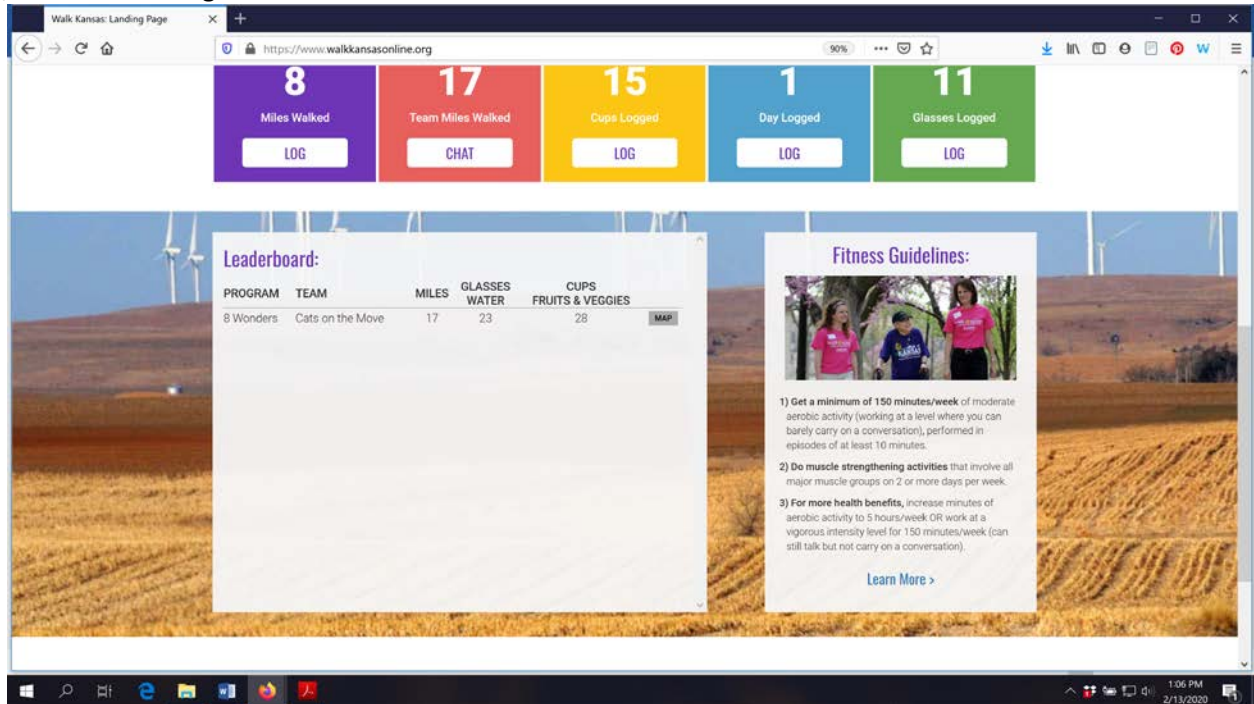 Walk Kansas: Landing Page
https://www.walkkansasonline.org
90%
8
Miles Walked
LOG
17
Team Miles Walked
CHAT
15
Cups Logged
LOG
1
Day Logged
LOG
11
Glasses Logged
LOG
Leaderboard:
PROGRAM TEAM MILES GLASSES WATER CUPS FRUITS & VEGGIES
8 Wonders Cats on the Move 17 23 28 MAP
Fitness Guidelines:
1) Get a minimum of 150 minutes/week of moderate
aerobic activity (working at a level where you can
barely carry on a conversation), performed in
episodes of at least 10 minutes.
2) Do muscle strengthening activities that involve all
major muscle groups on 2 or more days per week.
3) For more health benefits, increase minutes of
aerobic activity to 5 hours/week OR work at a
vigorous intensity level for 150 minutes/week (can
still talk but not carry on a conversation).
Learn More >
1:06 PM
2/13/2020